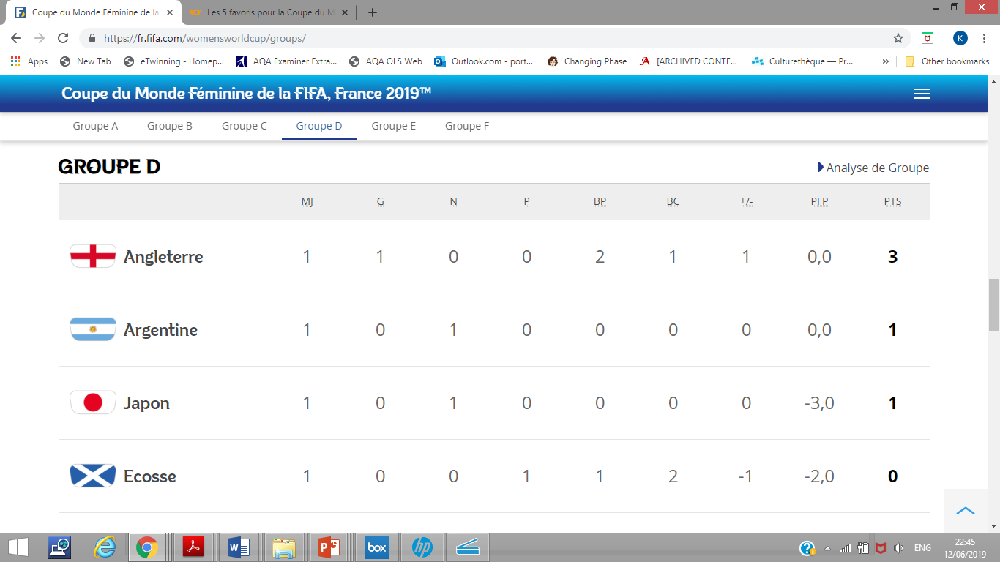 Coupe du Monde Féminine de la
Les 5 favoris pour la Coupe du M
https://fr.fifa.com/womensworldcup/groups/
K
Apps New Tab eTwinning - Homep... AQA Examiner Extra... AQA OLS Web Outlook.com - port... Changing Phase [ARCHIVED CONTE... Culturethèque — Pr... » Other bookmarks
Coupe du Monde Féminine de la FIFA, France 2019™
Groupe A Groupe B Groupe C Groupe D Groupe E Groupe F
GROUPE D
Analyse de Groupe
MJ G N P BP BC +/- PFP PTS
Angleterre 1 1 0 0 2 1 1 0,0 3
Argentine 1 0 1 0 0 0 0 0,0 1
Japon 1 0 1 0 0 0 0 -3,0 1
Ecosse 1 0 0 1 1 2 -1 -2,0 0
box
hp
ENG
22:45
12/06/2019